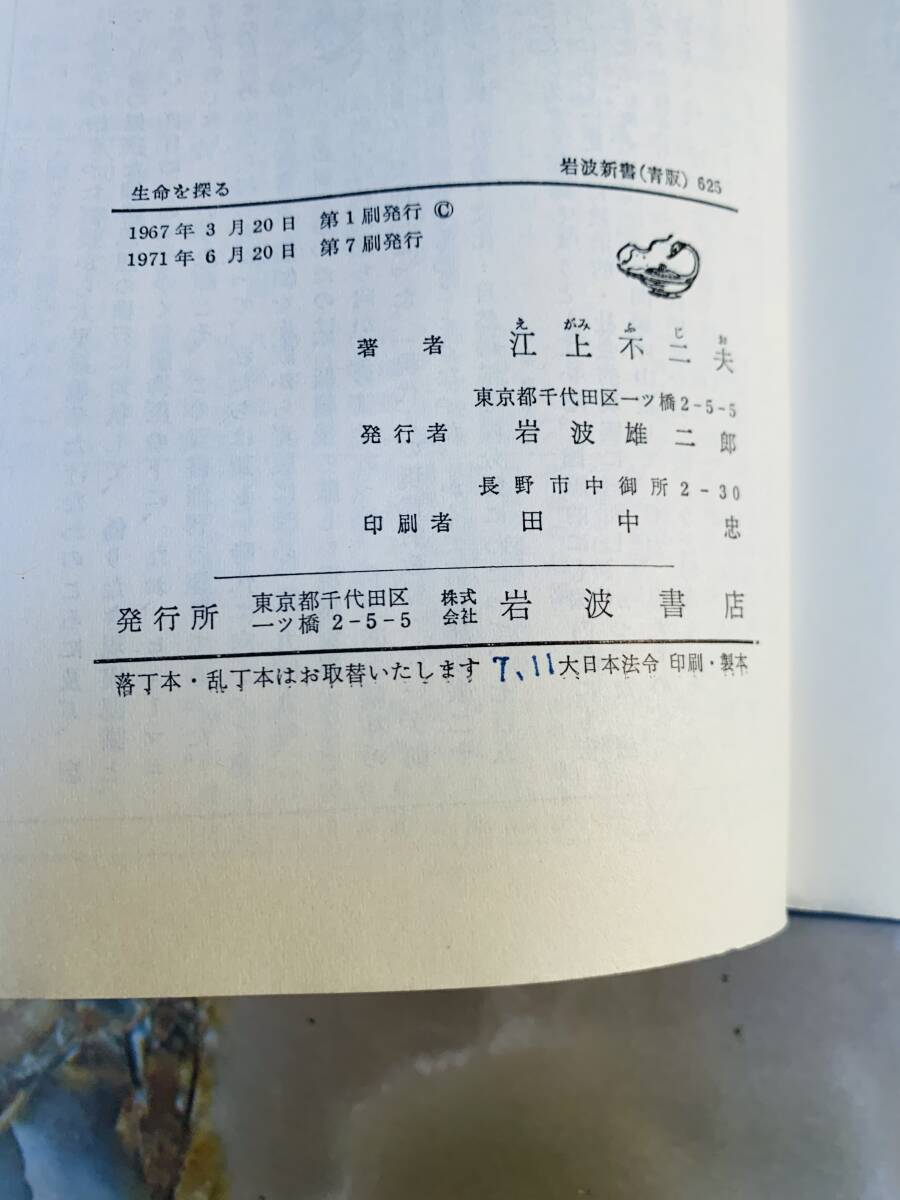 生命を探る 岩波新書(青版) 625
1967年3月20日 第1刷発行 ©
1971年6月20日 第7刷発行
え がみ ふ じ お
著者 江上不二夫
東京都千代田区一ツ橋2-5-5
発行者 岩波雄二郎
長野市中御所2-30
印刷者 田中忠
発行所 東京都千代田区一ツ橋 2-5-5 株式会社 岩波書店
落丁本・乱丁本はお取替いたします 7、11 大日本法令 印刷・製本